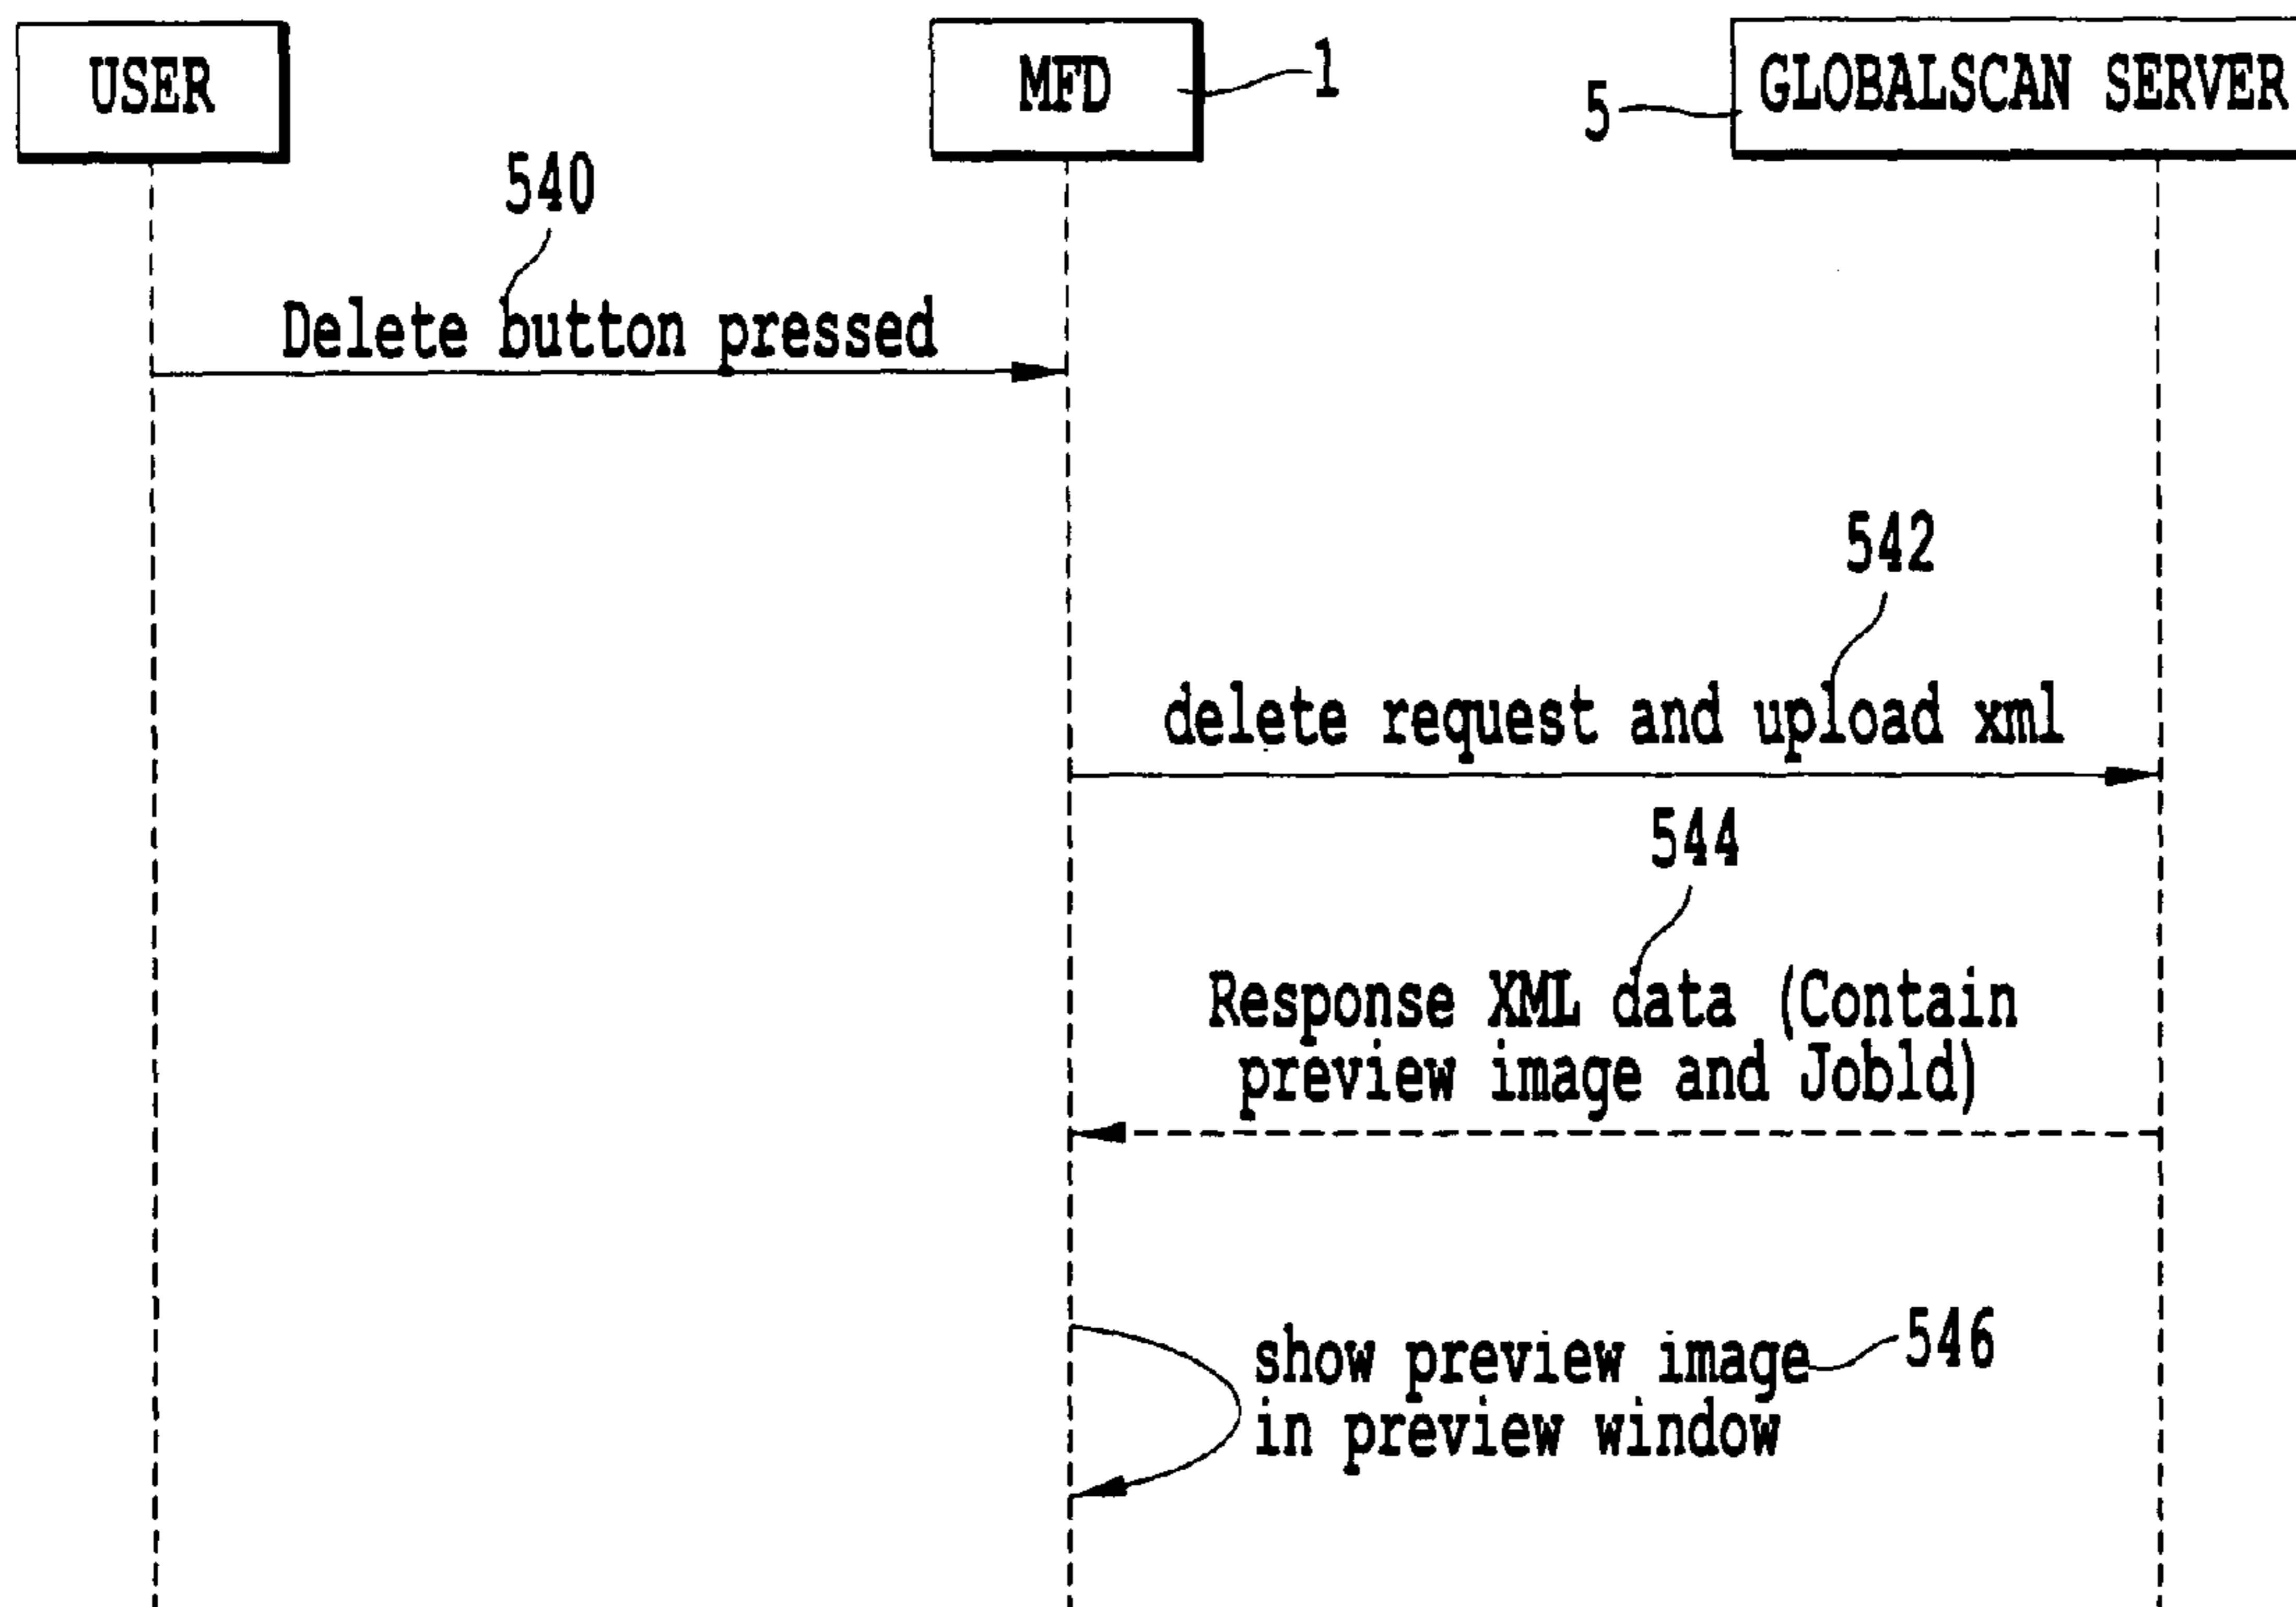 USER
MFD
1
5
GLOBALSCAN SERVER
540
Delete button pressed
542
delete request and upload xml
544
Response XML data (Contain
preview image and Jobld)
show preview image
546
in preview window